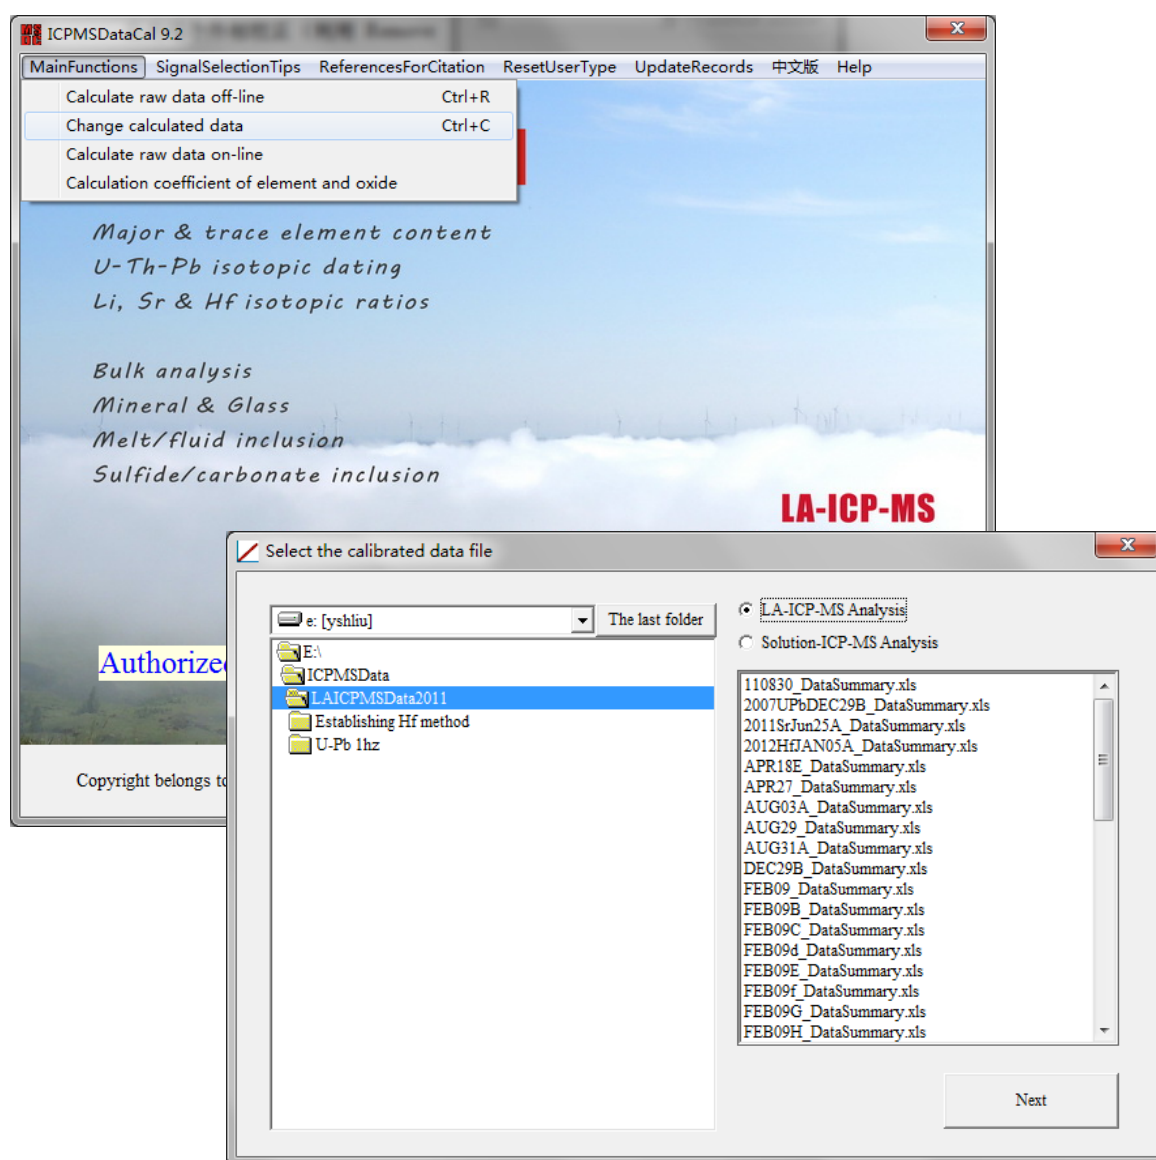 ICPMSDataCal 9.2
MainFunctions SignalSelectionTips ReferencesForCitation ResetUserType UpdateRecords 中文版 Help
Calculate raw data off-line Ctrl+R
Change calculated data Ctrl+C
Calculate raw data on-line
Calculation coefficient of element and oxide
Major & trace element content
U-Th-Pb isotopic dating
Li, Sr & Hf isotopic ratios
Bulk analysis
Mineral & Glass
Melt/fluid inclusion
Sulfide/carbonate inclusion
LA-ICP-MS
Authorized
Copyright belongs to
Select the calibrated data file
e: [yshliu]
The last folder
E:\
ICPMSData
LAICPMSData2011
Establishing Hf method
U-Pb 1hz
LA-ICP-MS Analysis
Solution-ICP-MS Analysis
110830_DataSummary.xls
2007UPbDEC29B_DataSummary.xls
2011SrJun25A_DataSummary.xls
2012HfJAN05A_DataSummary.xls
APR18E_DataSummary.xls
APR27_DataSummary.xls
AUG03A_DataSummary.xls
AUG29_DataSummary.xls
AUG31A_DataSummary.xls
DEC29B_DataSummary.xls
FEB09_DataSummary.xls
FEB09B_DataSummary.xls
FEB09C_DataSummary.xls
FEB09d_DataSummary.xls
FEB09E_DataSummary.xls
FEB09f_DataSummary.xls
FEB09G_DataSummary.xls
FEB09H_DataSummary.xls
Next